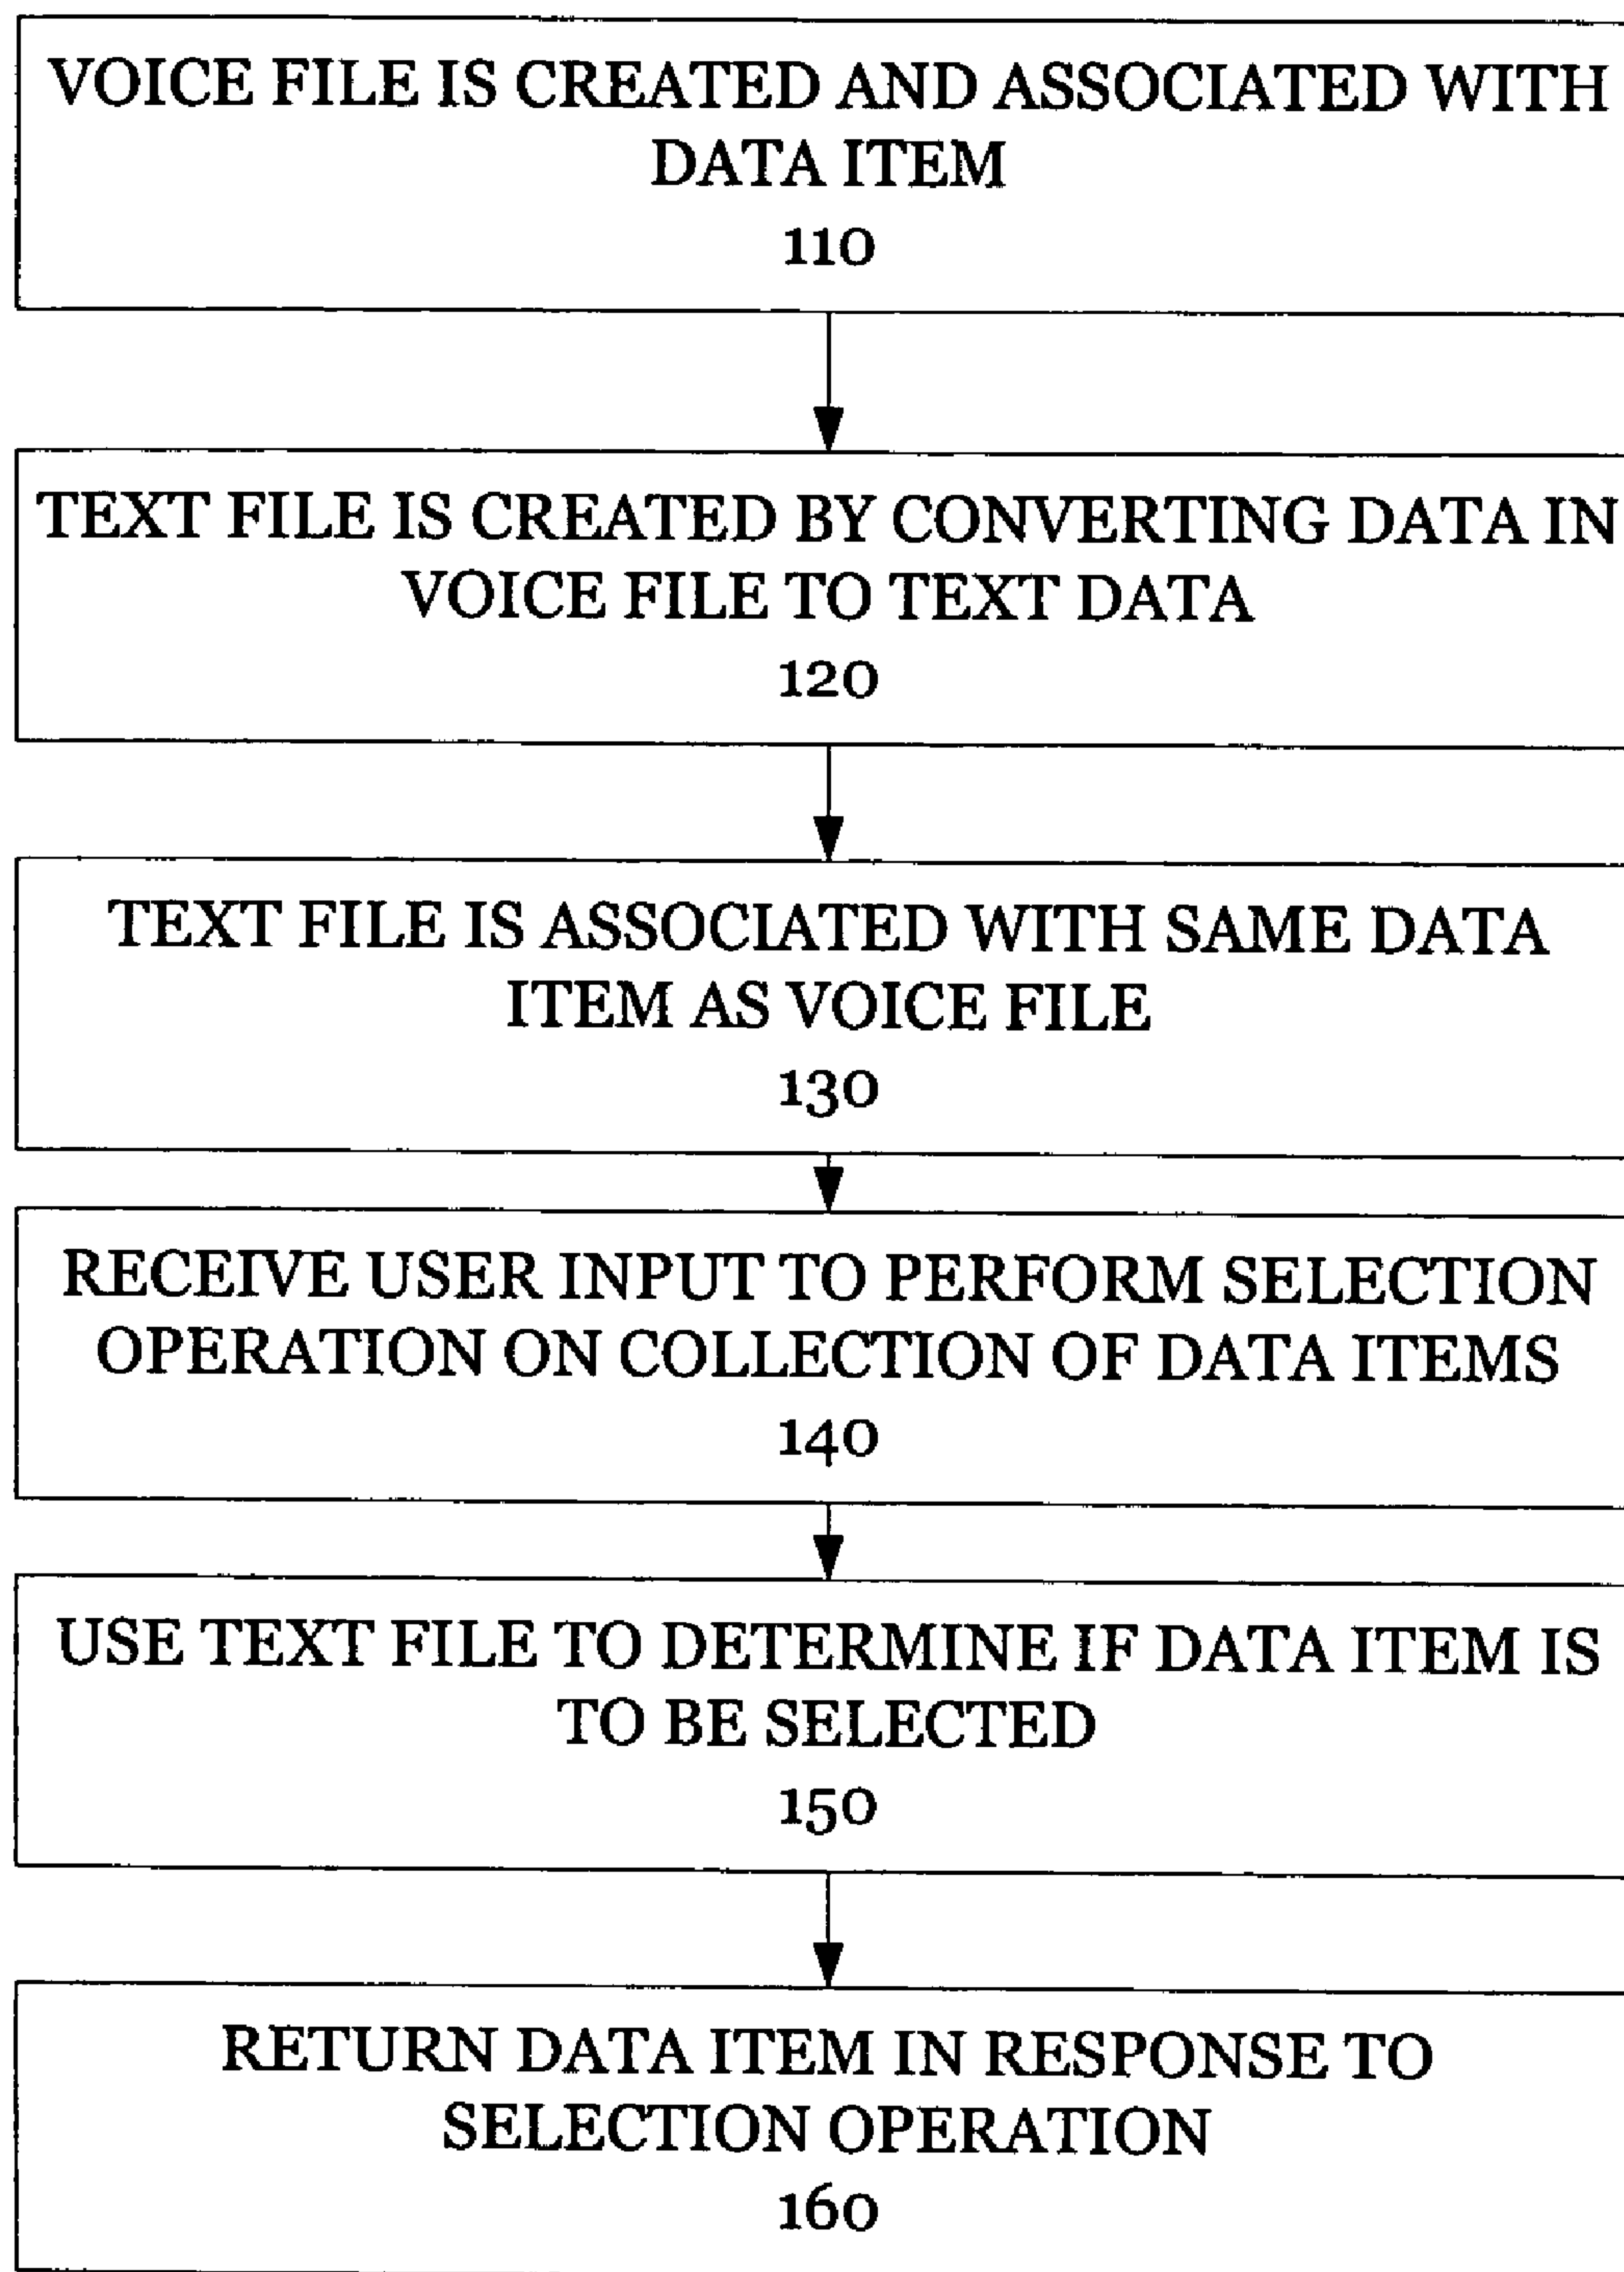 VOICE FILE IS CREATED AND ASSOCIATED WITH
DATA ITEM
110
TEXT FILE IS CREATED BY CONVERTING DATA IN
VOICE FILE TO TEXT DATA
120
TEXT FILE IS ASSOCIATED WITH SAME DATA
ITEM AS VOICE FILE
130
RECEIVE USER INPUT TO PERFORM SELECTION
OPERATION ON COLLECTION OF DATA ITEMS
140
USE TEXT FILE TO DETERMINE IF DATA ITEM IS
TO BE SELECTED
150
RETURN DATA ITEM IN RESPONSE TO
SELECTION OPERATION
160